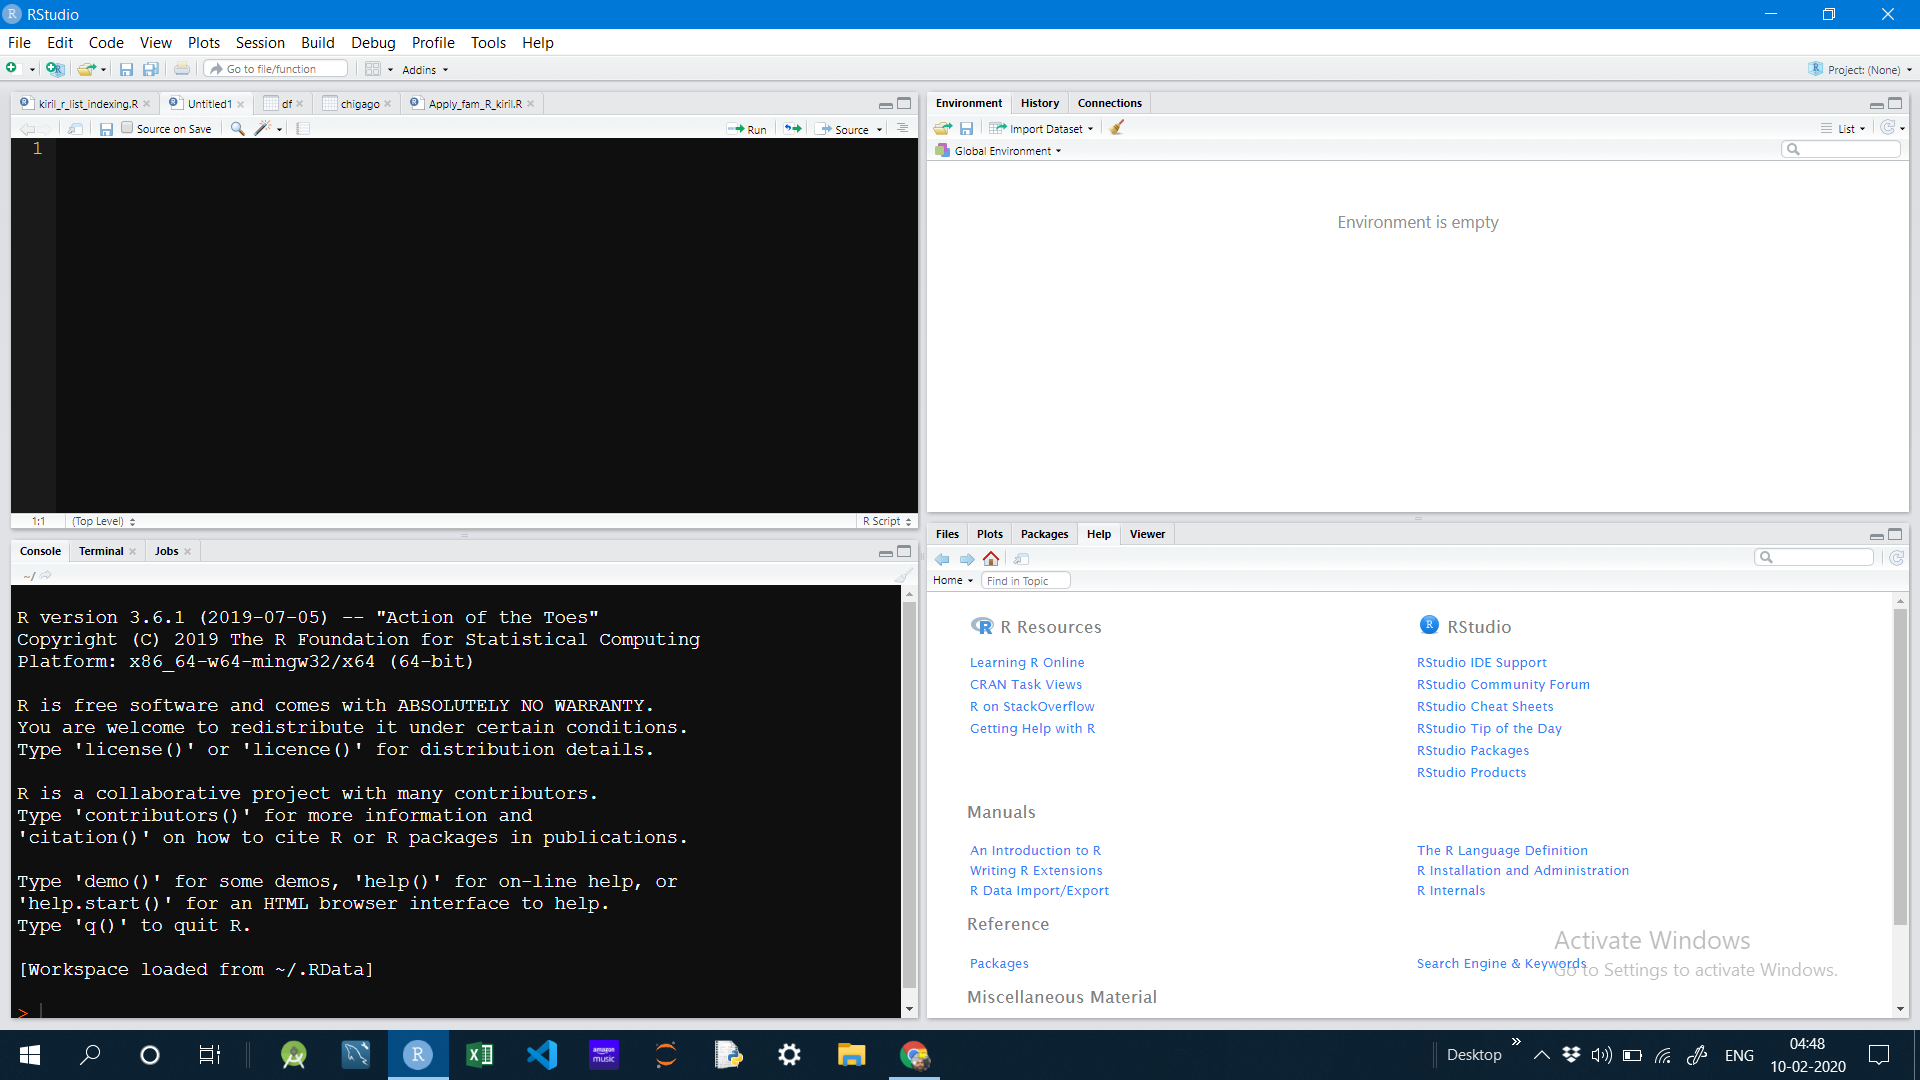 RStudio
File Edit Code View Plots Session Build Debug Profile Tools Help
Go to file/function Addins Project: (None)
kiril_r_list_indexing.R Untitled1 df chigago Apply_fam_R_kiril.R
Source on Save Run Source
1
1:1 (Top Level) R Script
Console Terminal Jobs
~/
R version 3.6.1 (2019-07-05) -- "Action of the Toes"
Copyright (C) 2019 The R Foundation for Statistical Computing
Platform: x86_64-w64-mingw32/x64 (64-bit)
R is free software and comes with ABSOLUTELY NO WARRANTY.
You are welcome to redistribute it under certain conditions.
Type 'license()' or 'licence()' for distribution details.
R is a collaborative project with many contributors.
Type 'contributors()' for more information and
'citation()' on how to cite R or R packages in publications.
Type 'demo()' for some demos, 'help()' for on-line help, or
'help.start()' for an HTML browser interface to help.
Type 'q()' to quit R.
[Workspace loaded from ~/.RData]
>
Environment History Connections
Import Dataset List
Global Environment
Environment is empty
Files Plots Packages Help Viewer
Home Find in Topic
R Resources
Learning R Online
CRAN Task Views
R on StackOverflow
Getting Help with R
RStudio
RStudio IDE Support
RStudio Community Forum
RStudio Cheat Sheets
RStudio Tip of the Day
RStudio Packages
RStudio Products
Manuals
An Introduction to R
Writing R Extensions
R Data Import/Export
The R Language Definition
R Installation and Administration
R Internals
Reference
Packages
Search Engine & Keywords
Miscellaneous Material
Activate Windows
Go to Settings to activate Windows.
amazon music
Desktop ENG
04:48
10-02-2020